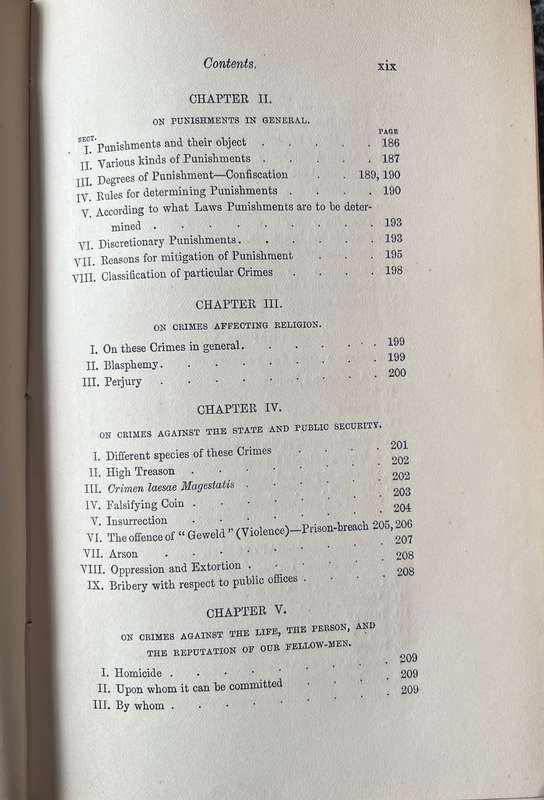 Contents. xix
CHAPTER II.
ON PUNISHMENTS IN GENERAL.
SECT. PAGE
I. Punishments and their object . . . . . 186
II. Various kinds of Punishments . . . . . 187
III. Degrees of Punishment—Confiscation . . 189, 190
IV. Rules for determining Punishments . . . . 190
V. According to what Laws Punishments are to be deter-
mined . . . . . . . . . 193
VI. Discretionary Punishments . . . . . . 193
VII. Reasons for mitigation of Punishment . . . 195
VIII. Classification of particular Crimes . . . . 198
CHAPTER III.
ON CRIMES AFFECTING RELIGION.
I. On these Crimes in general . . . . . . 199
II. Blasphemy . . . . . . . . . 199
III. Perjury . . . . . . . . . 200
CHAPTER IV.
ON CRIMES AGAINST THE STATE AND PUBLIC SECURITY.
I. Different species of these Crimes . . . . 201
II. High Treason . . . . . . . . 202
III. Crimen laesae Magestatis . . . . . . 202
IV. Falsifying Coin . . . . . . . . 203
V. Insurrection . . . . . . . . 204
VI. The offence of "Geweld" (Violence)—Prison-breach 205, 206
VII. Arson . . . . . . . . . 207
VIII. Oppression and Extortion . . . . . . 208
IX. Bribery with respect to public offices . . . . 208
CHAPTER V.
ON CRIMES AGAINST THE LIFE, THE PERSON, AND
THE REPUTATION OF OUR FELLOW-MEN.
I. Homicide . . . . . . . . . 209
II. Upon whom it can be committed . . . . 209
III. By whom . . . . . . . . . 209